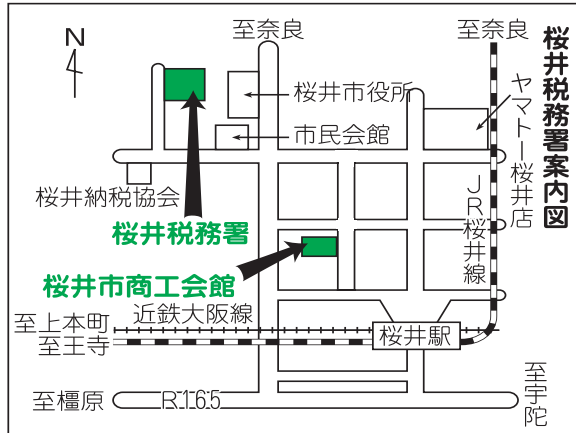 桜井税務署案内図
N
至奈良
至奈良
ヤマトー桜井店
桜井市役所
市民会館
桜井納税協会
JR桜井線
桜井税務署
桜井市商工会館
近鉄大阪線
至上本町
至王寺
桜井駅
至橿原
R165
至宇陀